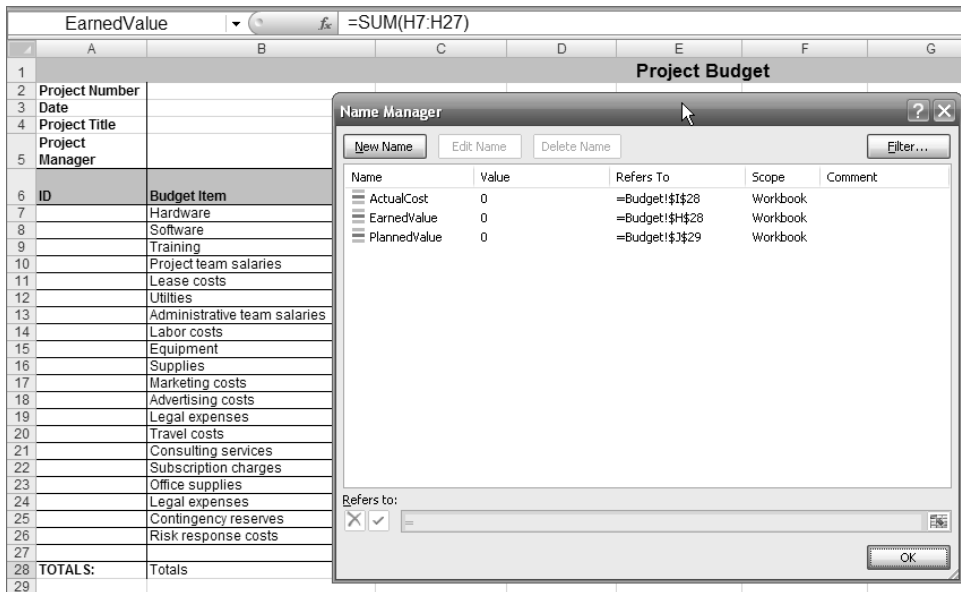 EarnedValue fx =SUM(H7:H27)
A B C D E F G
1 Project Budget
2 Project Number
3 Date
4 Project Title
Project
5 Manager
6 ID Budget Item
7 Hardware
8 Software
9 Training
10 Project team salaries
11 Lease costs
12 Utilties
13 Administrative team salaries
14 Labor costs
15 Equipment
16 Supplies
17 Marketing costs
18 Advertising costs
19 Legal expenses
20 Travel costs
21 Consulting services
22 Subscription charges
23 Office supplies
24 Legal expenses
25 Contingency reserves
26 Risk response costs
27
28 TOTALS: Totals
29
Name Manager ?
New Name Edit Name Delete Name Filter...
Name Value Refers To Scope Comment
ActualCost 0 =Budget!$I$28 Workbook
EarnedValue 0 =Budget!$H$28 Workbook
PlannedValue 0 =Budget!$J$29 Workbook
Refers to:
=
OK